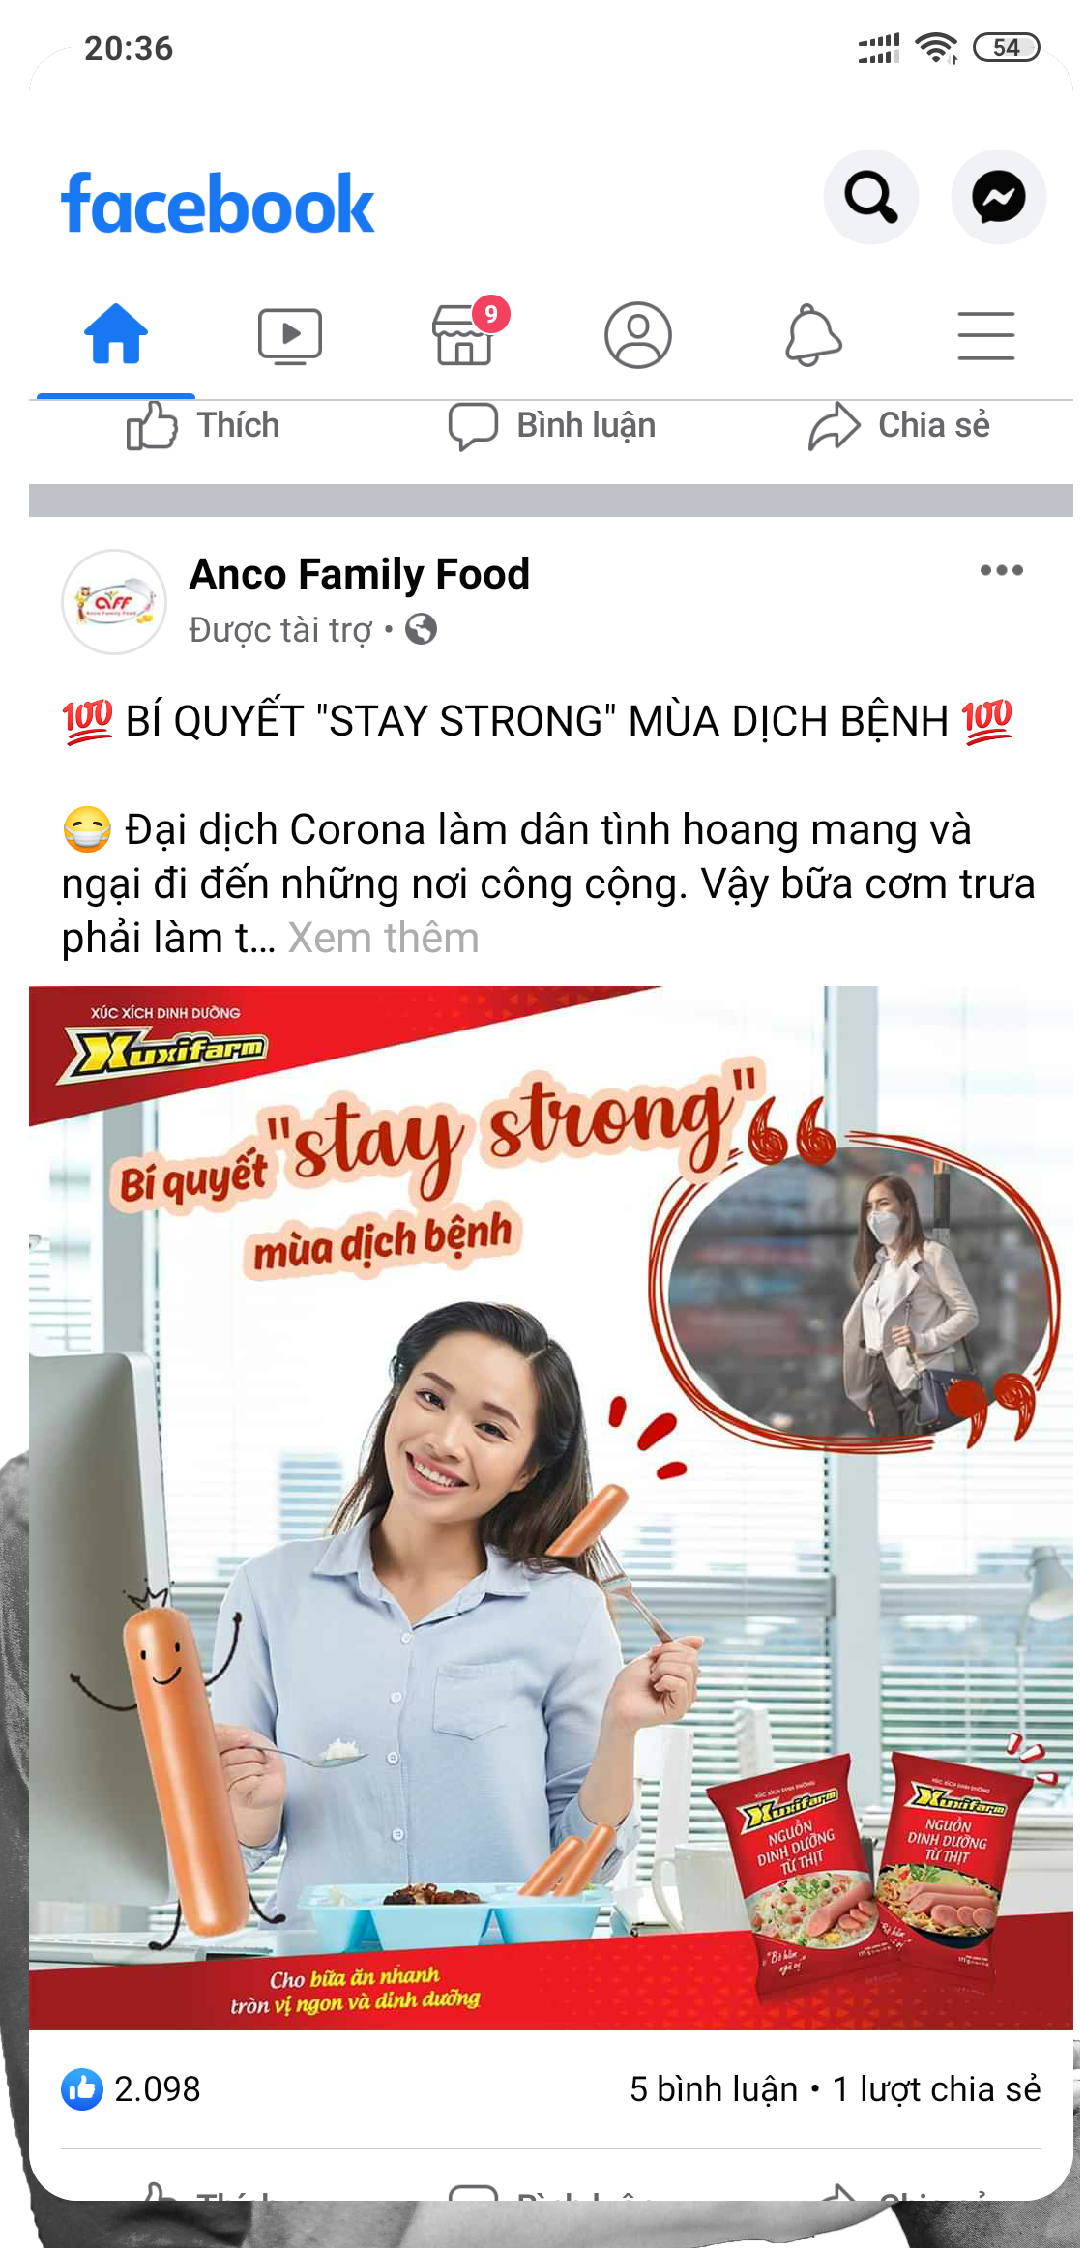 20:36
54
facebook
9
Thích
Bình luận
Chia sẻ
Anco Family Food
Được tài trợ
💯 BÍ QUYẾT "STAY STRONG" MÙA DỊCH BỆNH 💯
😷 Đại dịch Corona làm dân tình hoang mang và
ngại đi đến những nơi công cộng. Vậy bữa cơm trưa
phải làm t... Xem thêm
XÚC XÍCH DINH DƯỠNG
Xuxifarm
Bí quyết "stay strong"
mùa dịch bệnh
Xuxifarm
NGUỒN
DINH DƯỠNG
TỪ THỊT
Xuxifarm
NGUỒN
DINH DƯỠNG
TỪ THỊT
Cho bữa ăn nhanh
tròn vị ngon và dinh dưỡng
2.098
5 bình luận • 1 lượt chia sẻ